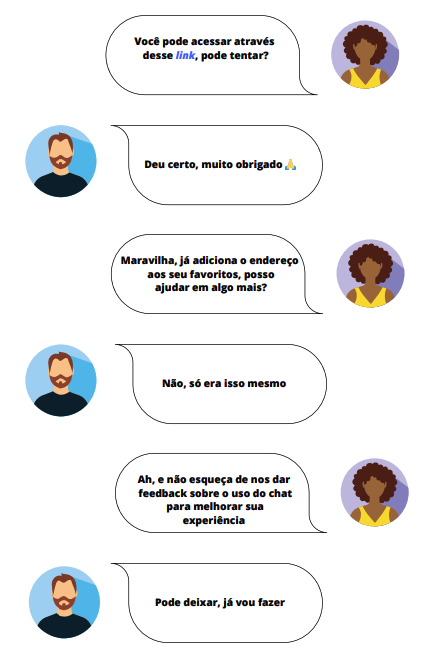 Você pode acessar através
desse link, pode tentar?
Deu certo, muito obrigado 🙏
Maravilha, já adiciona o endereço
aos seu favoritos, posso
ajudar em algo mais?
Não, só era isso mesmo
Ah, e não esqueça de nos dar
feedback sobre o uso do chat
para melhorar sua
experiência
Pode deixar, já vou fazer